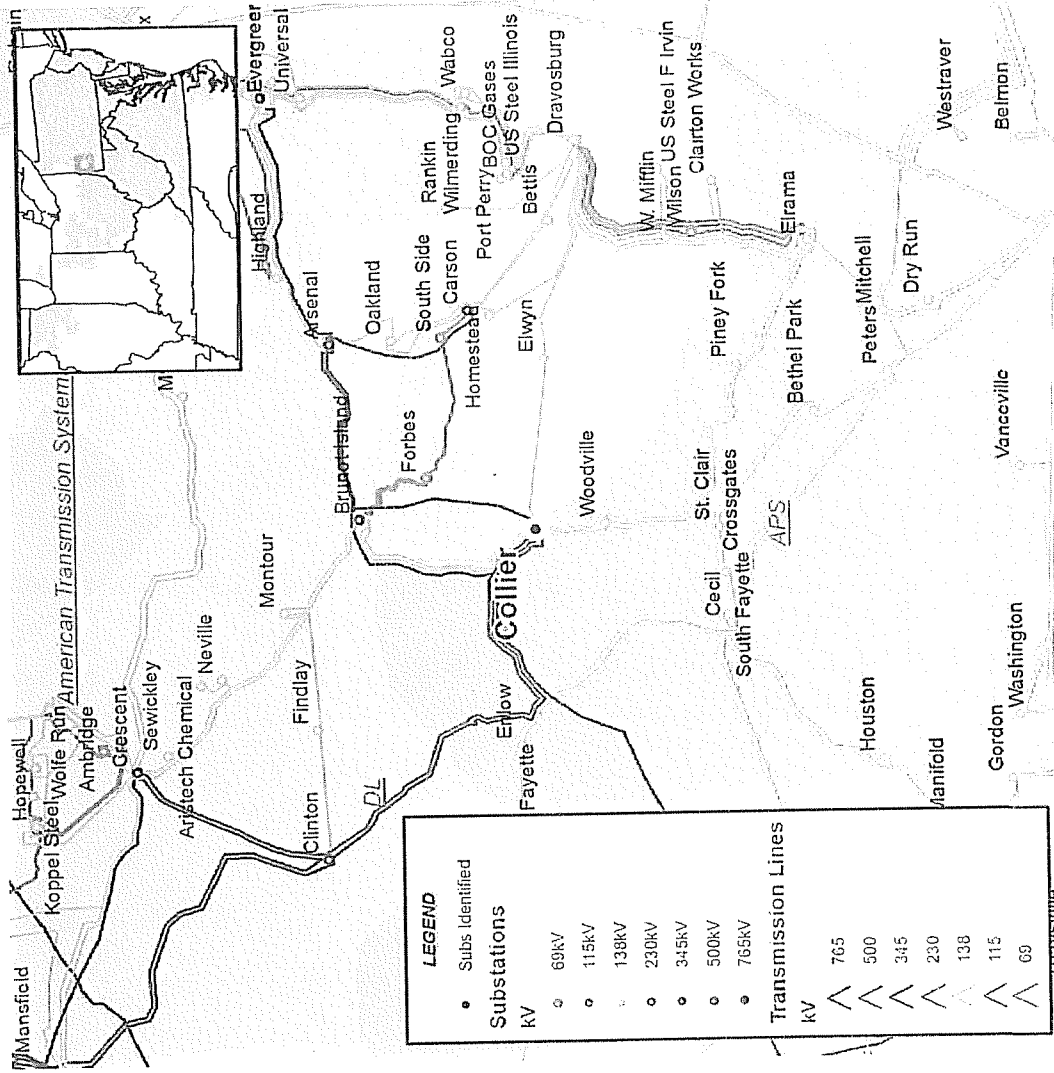 Hopewell
Mansfield
Koppel Steel
Wolfe Run
American Transmission System
Ambridge
Crescent
Sewickley
M
x
Aristech Chemical
Neville
Evergreer
Universal
Highland
Montour
Findlay
Clinton
Brunot Island
Arsenal
Oakland
DL
Forbes
South Side
Carson
Rankin
Wilmerding
Wabco
Port Perry
BOC Gases
US Steel Illinois
Homestead
Bettis
Dravosburg
Enlow
Collier
Elwyn
Fayette
Woodville
W. Mifflin
Wilson
US Steel F Irvin
Clairton Works
St. Clair
Cecil
Crossgates
South Fayette
Piney Fork
Elrama
APS
Bethel Park
Houston
Peters
Mitchell
Dry Run
Westraver
Manifold
Gordon
Washington
Vanceville
Belmon
LEGEND
Subs Identified
Substations
kV
69kV
115kV
138kV
230kV
345kV
500kV
765kV
Transmission Lines
kV
765
500
345
230
138
115
69